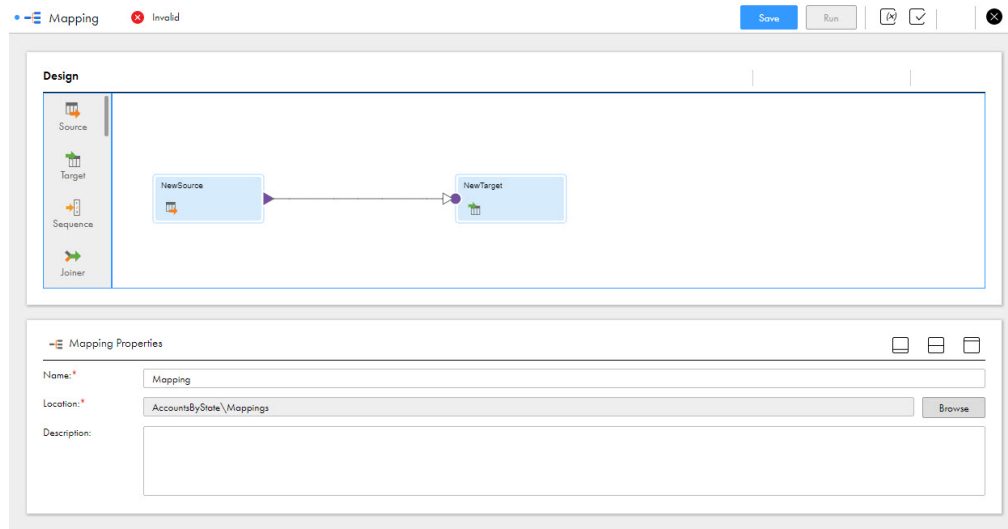 Mapping
Invalid
Save
Run
(x)
Design
Source
Target
Sequence
Joiner
NewSource
NewTarget
Mapping Properties
Name:*
Mapping
Location:*
AccountsByState\Mappings
Browse
Description: